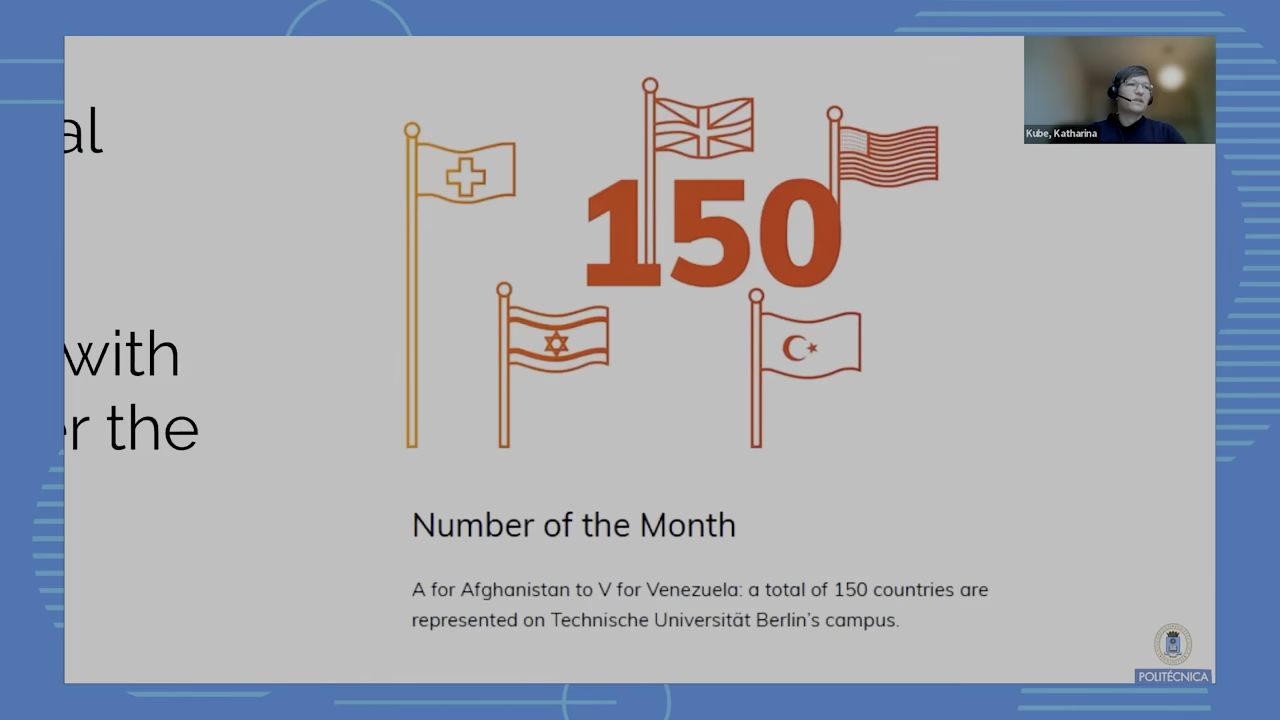 al
with
er the
Kube, Katharina
150
Number of the Month
A for Afghanistan to V for Venezuela: a total of 150 countries are
represented on Technische Universität Berlin's campus.
POLITÉCNICA